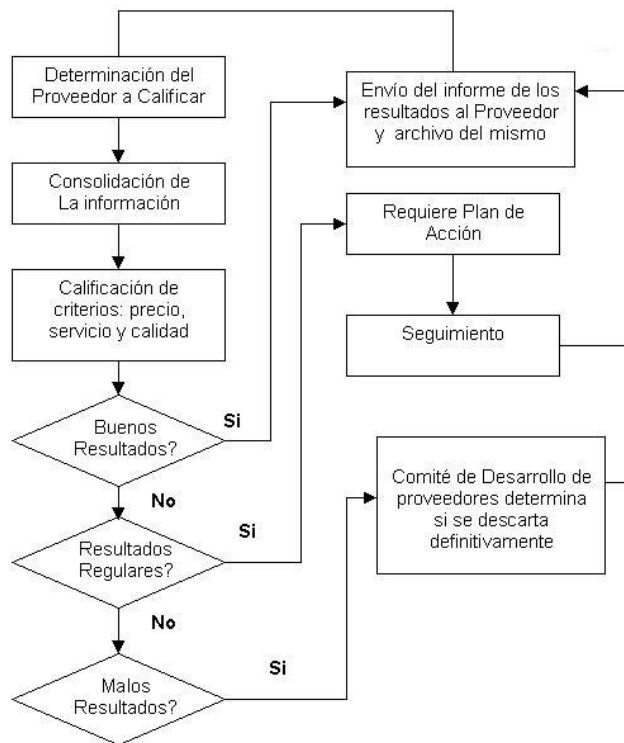 Determinación del
Proveedor a Calificar
Consolidación de
La información
Calificación de
criterios: precio,
servicio y calidad
Buenos
Resultados?
Si
No
Resultados
Regulares?
Si
No
Malos
Resultados?
Si
Envío del informe de los
resultados al Proveedor
y archivo del mismo
Requiere Plan de
Acción
Seguimiento
Comité de Desarrollo de
proveedores determina
si se descarta
definitivamente